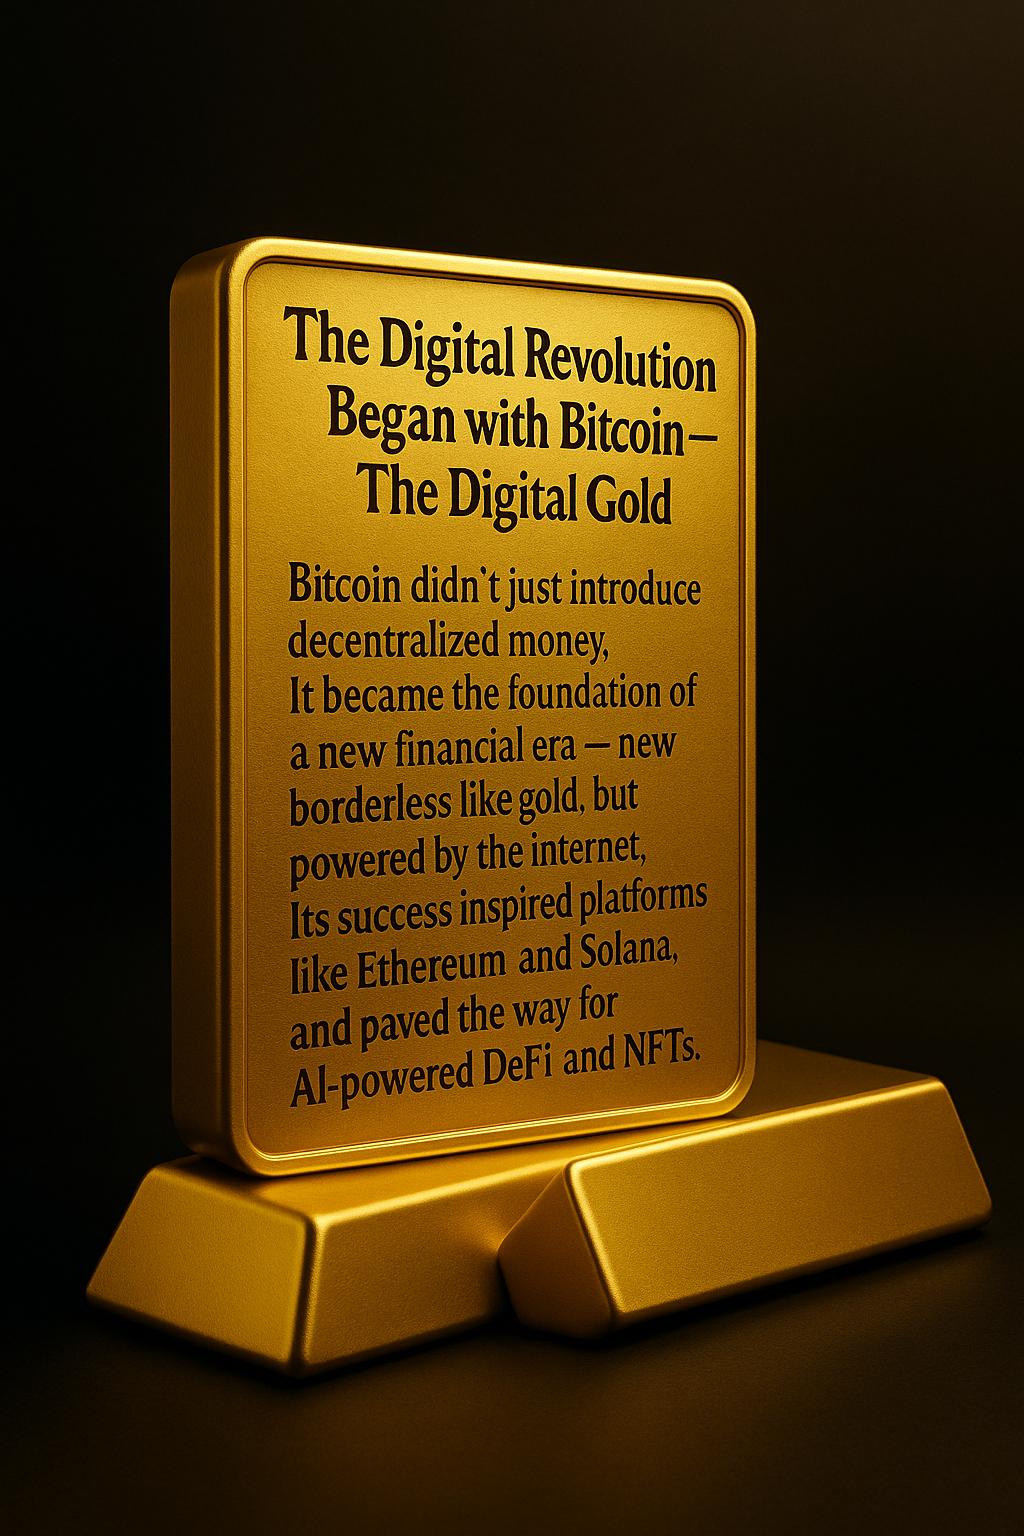 The Digital Revolution
Began with Bitcoin—
The Digital Gold
Bitcoin didn`t just introduce
decentralized money,
It became the foundation of
a new financial era – new
borderless like gold, but
powered by the internet,
Its success inspired platforms
like Ethereum and Solana,
and paved the way for
AI-powered DeFi and NFTs.